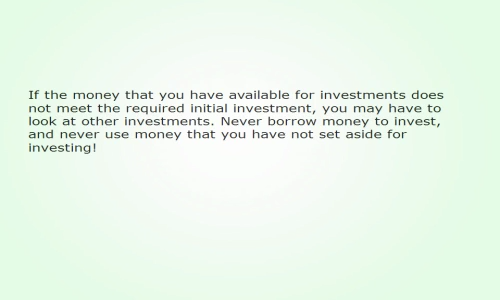 If the money that you have available for investments does
not meet the required initial investment, you may have to
look at other investments. Never borrow money to invest,
and never use money that you have not set aside for
investing!